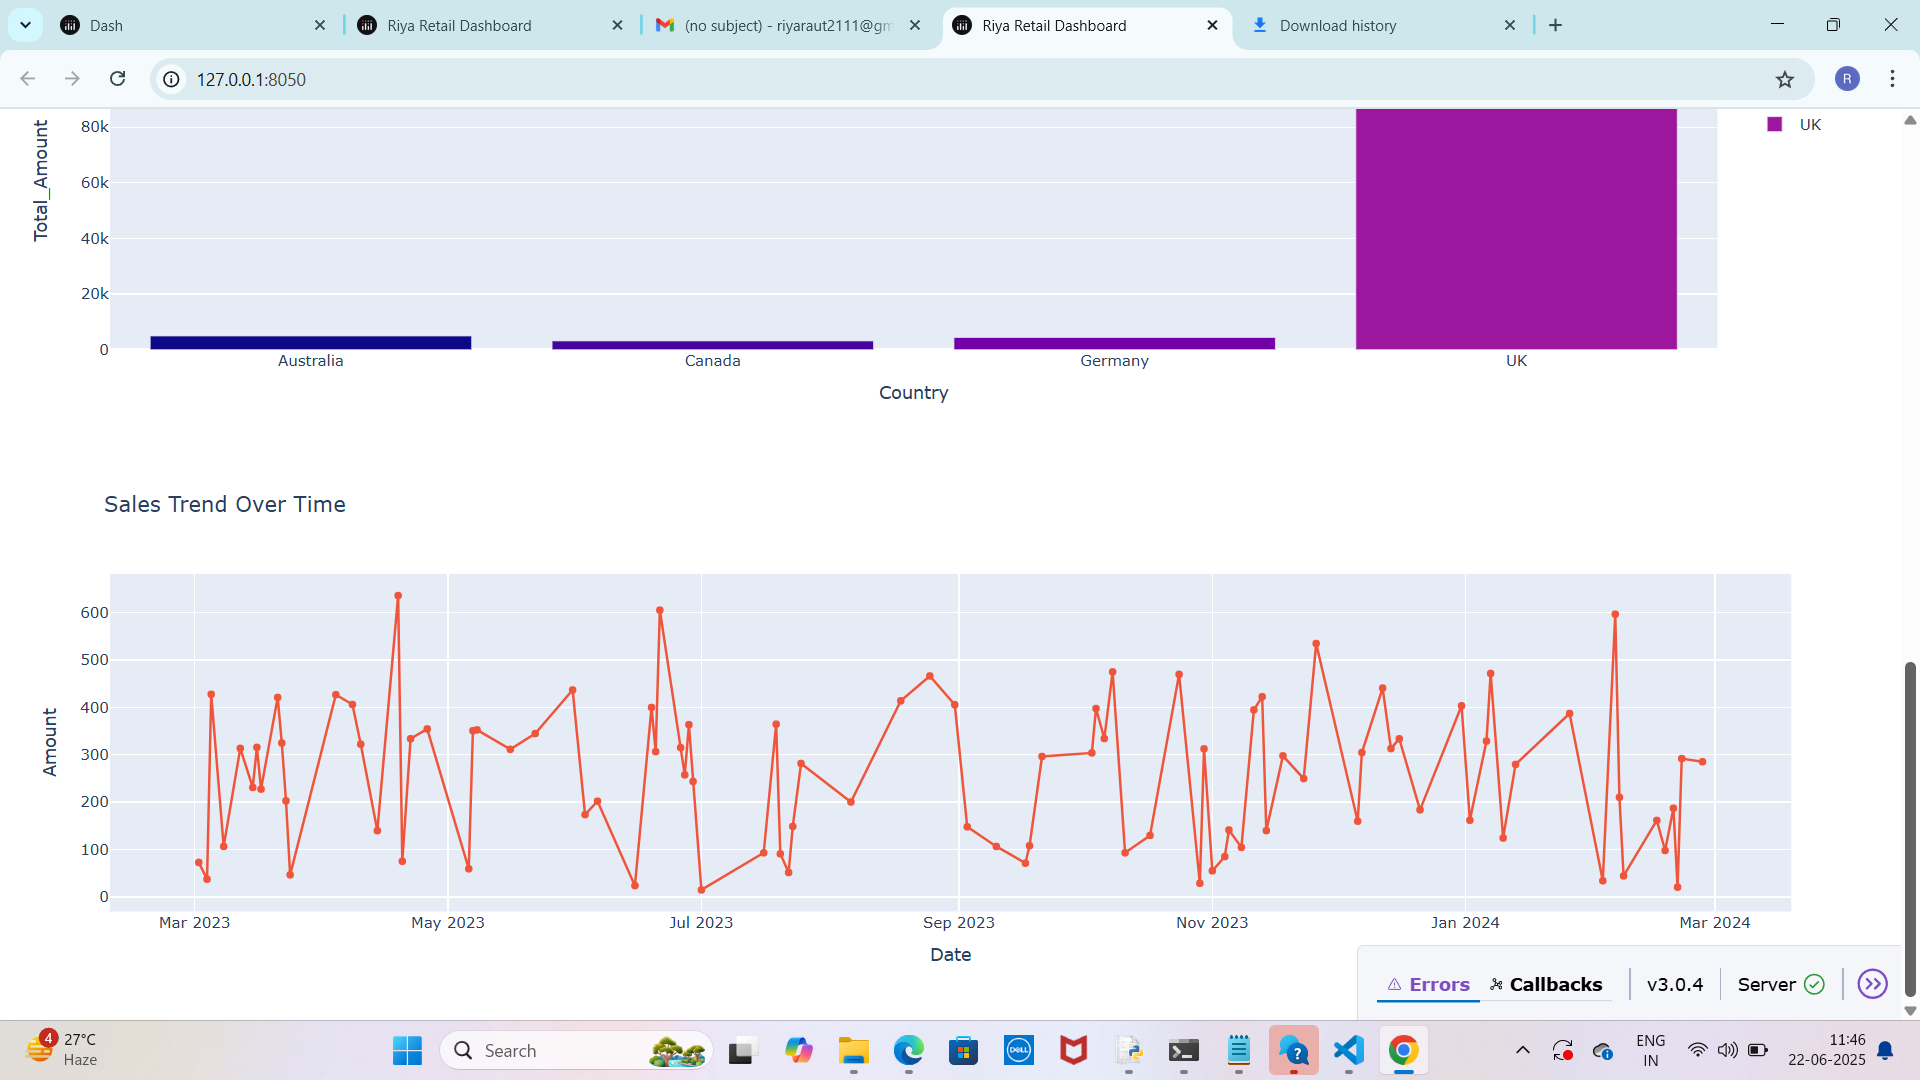 Dash
Riya Retail Dashboard
(no subject) - riyaraut2111@gm
Riya Retail Dashboard
Download history
127.0.0.1:8050
R
Total_Amount
80k
60k
40k
20k
0
UK
Australia
Canada
Germany
UK
Country
Sales Trend Over Time
Amount
600
500
400
300
200
100
0
Mar 2023
May 2023
Jul 2023
Sep 2023
Nov 2023
Jan 2024
Mar 2024
Date
Errors
Callbacks
v3.0.4
Server
4
27°C
Haze
Search
DELL
ENG
IN
11:46
22-06-2025